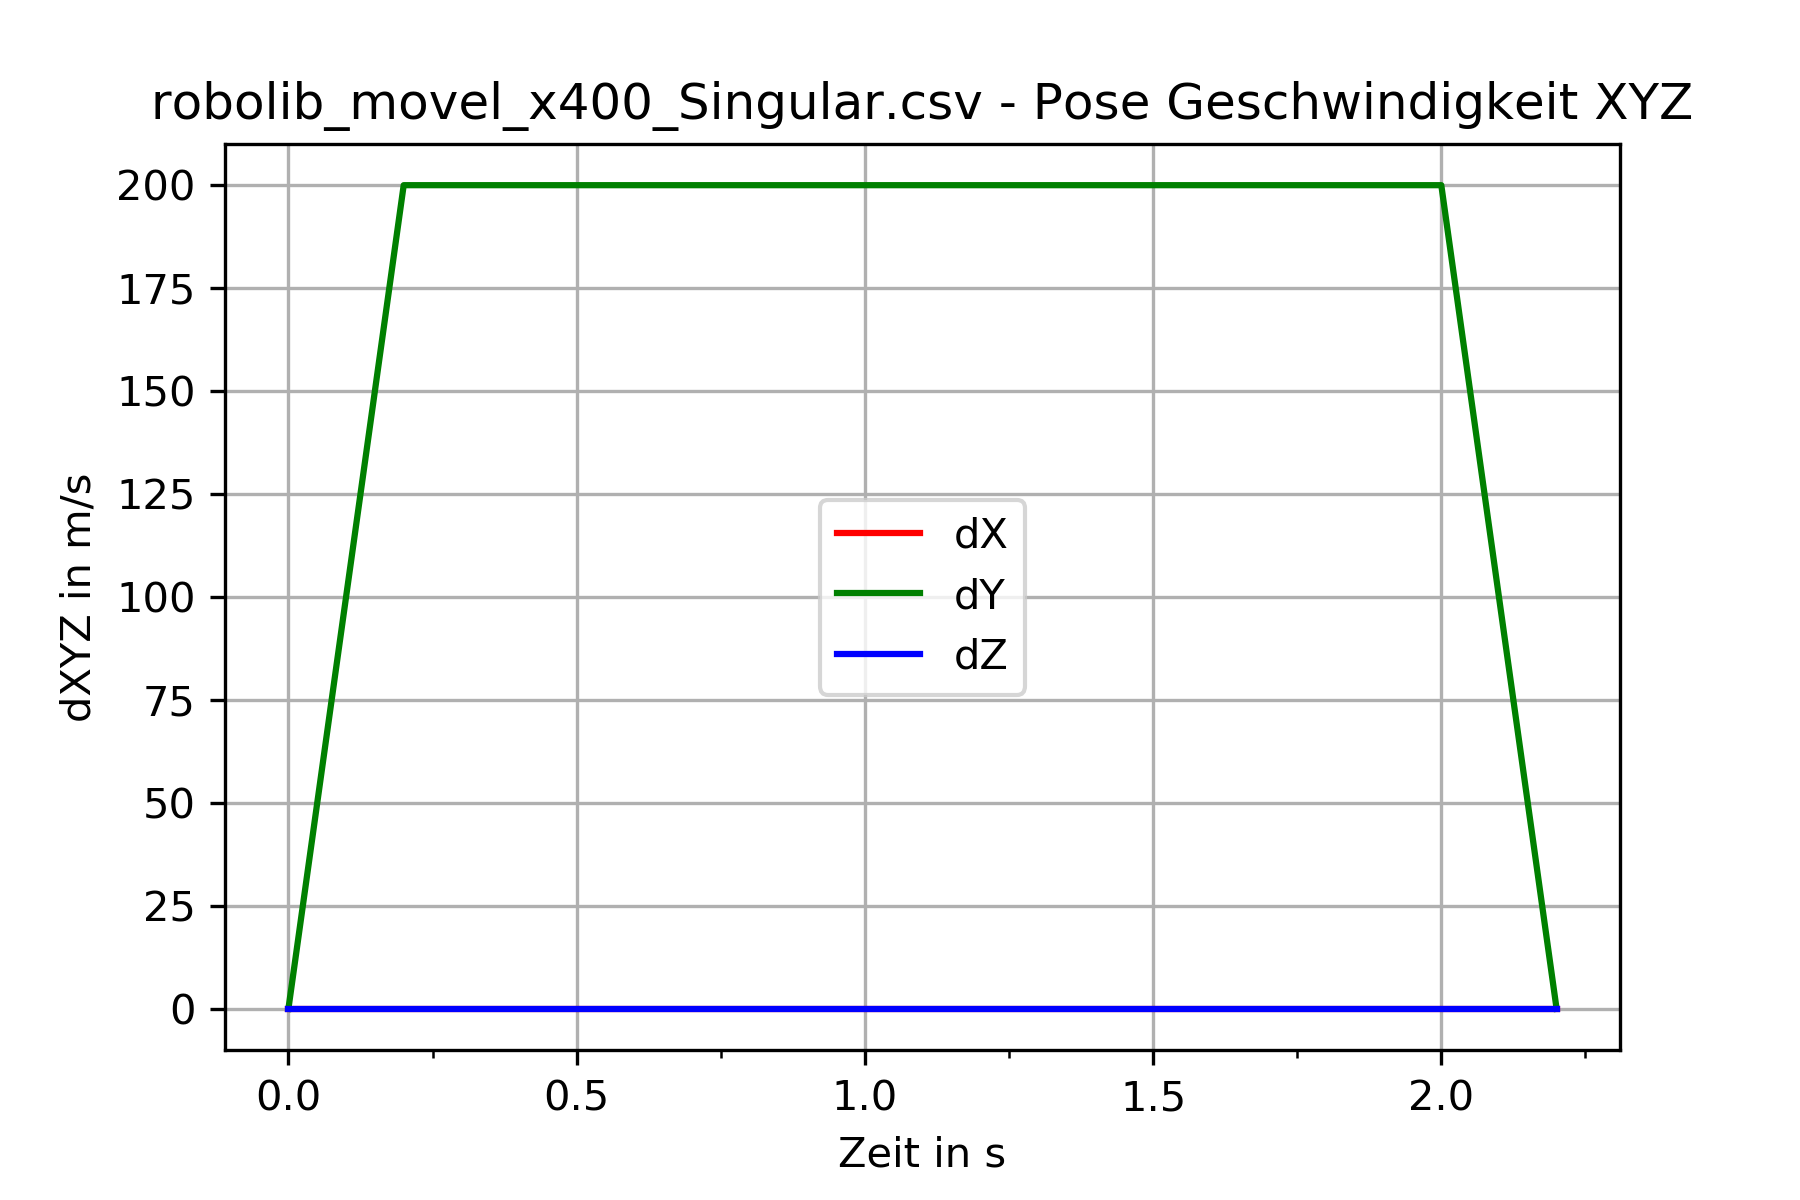 robolib_movel_x400_Singular.csv - Pose Geschwindigkeit XYZ
dXYZ in m/s
200
175
150
125
100
75
50
25
0
dX
dY
dZ
0.0 0.5 1.0 1.5 2.0
Zeit in s